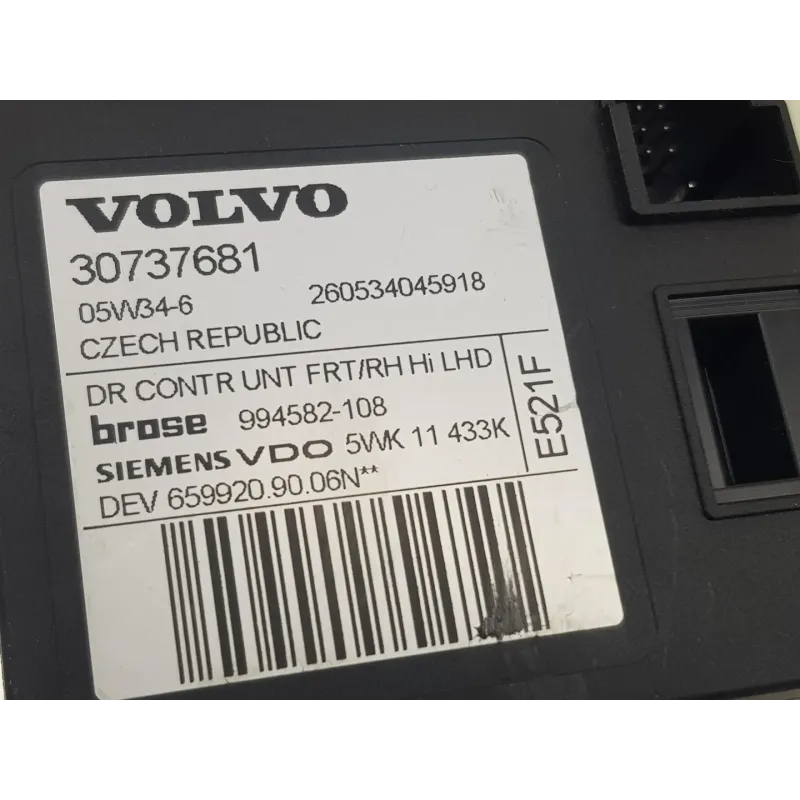 VOLVO
30737681
05W34-6 260534045918
CZECH REPUBLIC
DR CONTR UNT FRT/RH Hi LHD
brose 994582-108
SIEMENS VDO 5WK 11 433K
DEV 659920.90.06N**
E521F